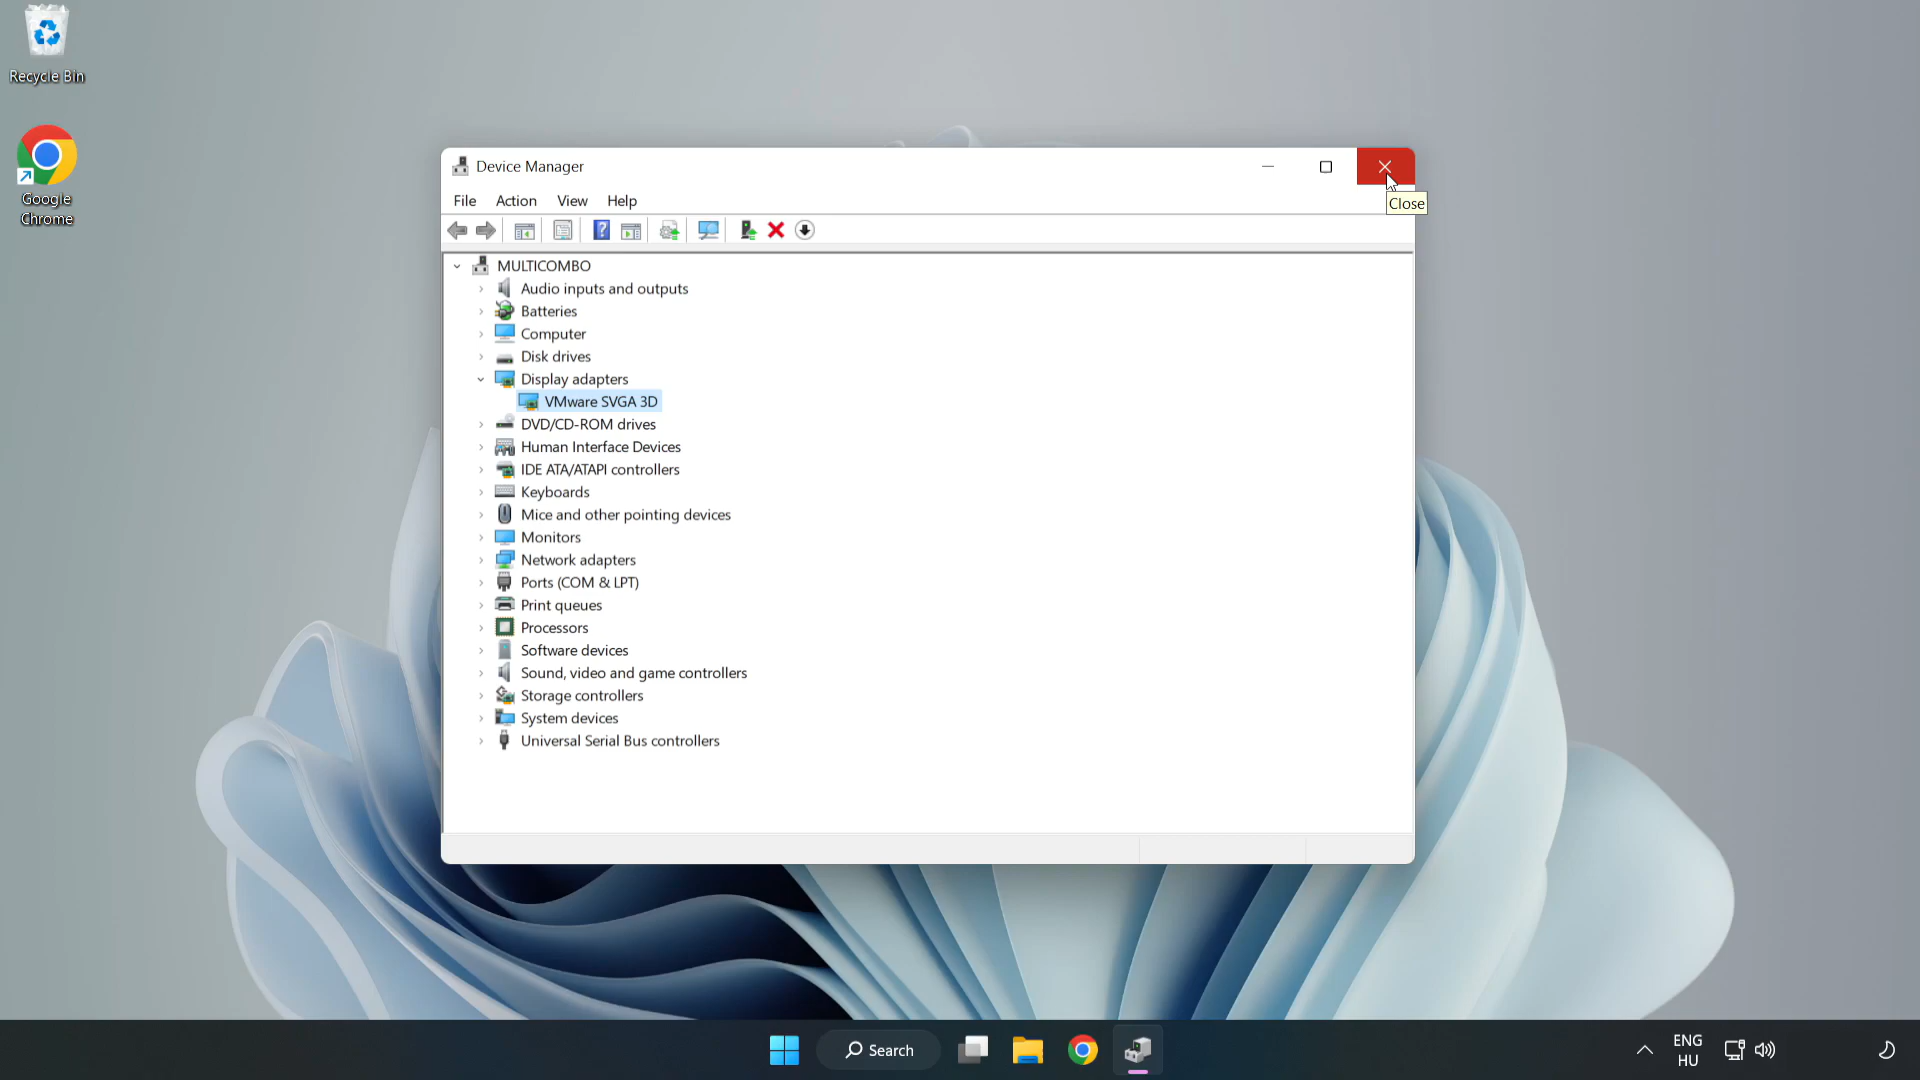 Recycle Bin
Google
Chrome
Device Manager
File Action View Help
Close
MULTICOMBO
Audio inputs and outputs
Batteries
Computer
Disk drives
Display adapters
VMware SVGA 3D
DVD/CD-ROM drives
Human Interface Devices
IDE ATA/ATAPI controllers
Keyboards
Mice and other pointing devices
Monitors
Network adapters
Ports (COM & LPT)
Print queues
Processors
Software devices
Sound, video and game controllers
Storage controllers
System devices
Universal Serial Bus controllers
Search
ENG
HU